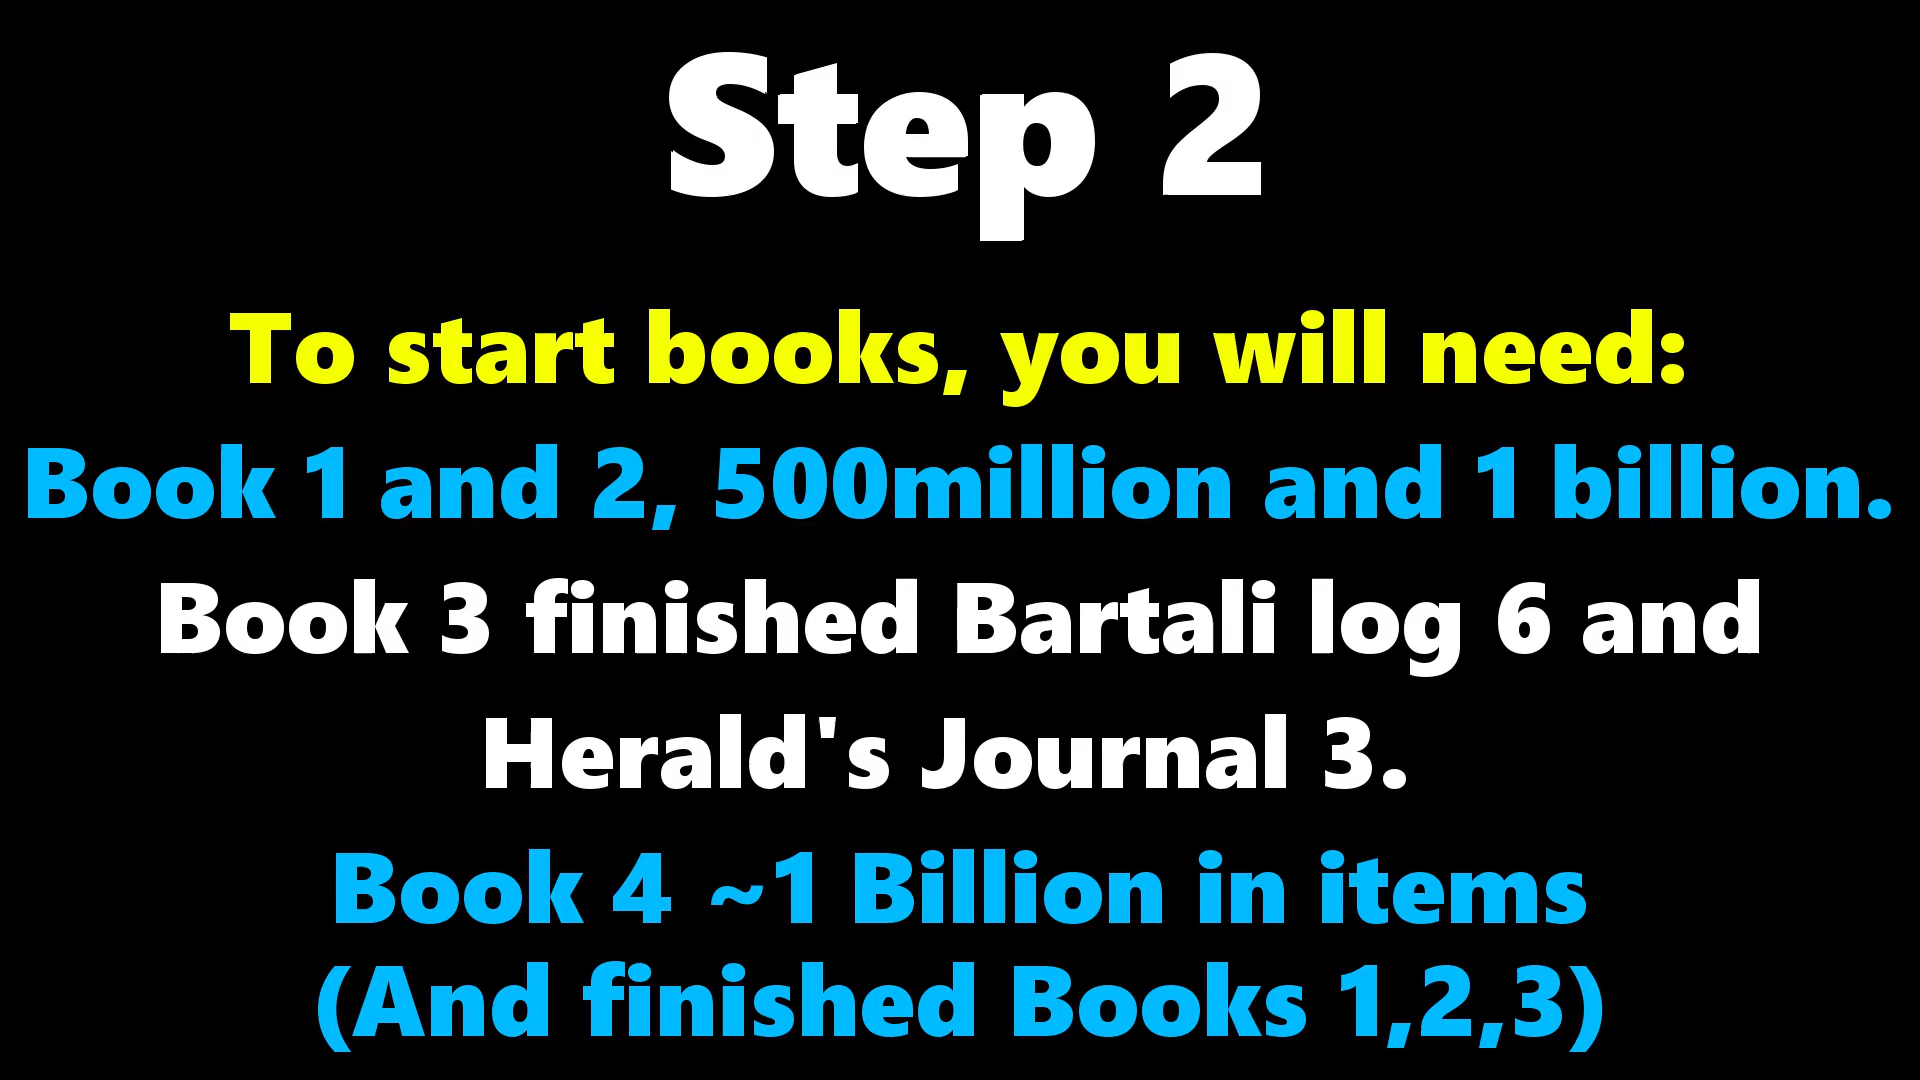 Step 2
To start books, you will need:
Book 1 and 2, 500million and 1 billion.
Book 3 finished Bartali log 6 and
Herald's Journal 3.
Book 4 ~1 Billion in items
(And finished Books 1,2,3)